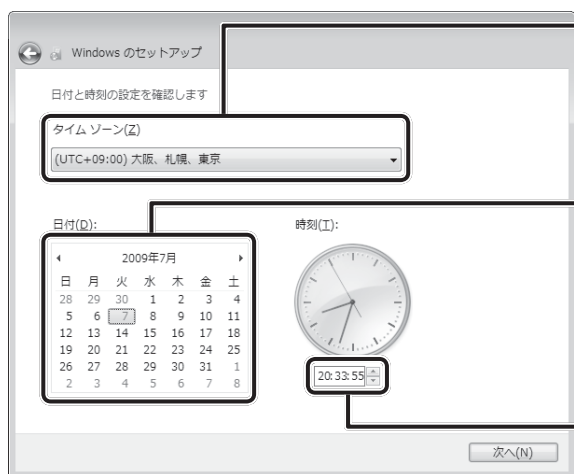 Windows のセットアップ
日付と時刻の設定を確認します
タイム ゾーン(Z)
(UTC+09:00) 大阪、札幌、東京
日付(D):
時刻(T):
2009年7月
日 月 火 水 木 金 土
28 29 30 1 2 3 4
5 6 7 8 9 10 11
12 13 14 15 16 17 18
19 20 21 22 23 24 25
26 27 28 29 30 31 1
2 3 4 5 6 7 8
20:33:55
次へ(N)